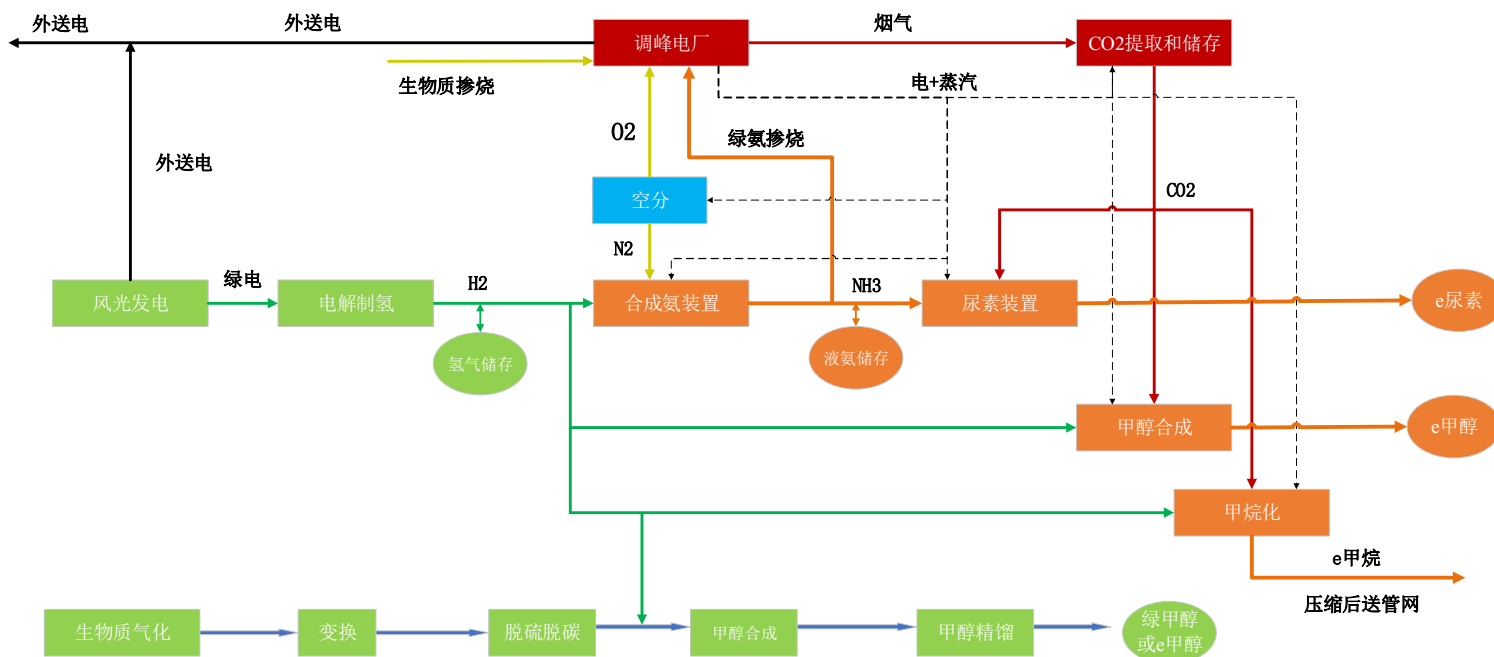 外送电
外送电
调峰电厂
烟气
CO2提取和储存
生物质掺烧
电+蒸汽
O2
绿氨掺烧
外送电
空分
CO2
N2
绿电
H2
NH3
风光发电
电解制氢
合成氨装置
尿素装置
e尿素
氢气储存
液氨储存
甲醇合成
e甲醇
甲烷化
e甲烷
压缩后送管网
生物质气化
变换
脱硫脱碳
甲醇合成
甲醇精馏
绿甲醇
或e甲醇